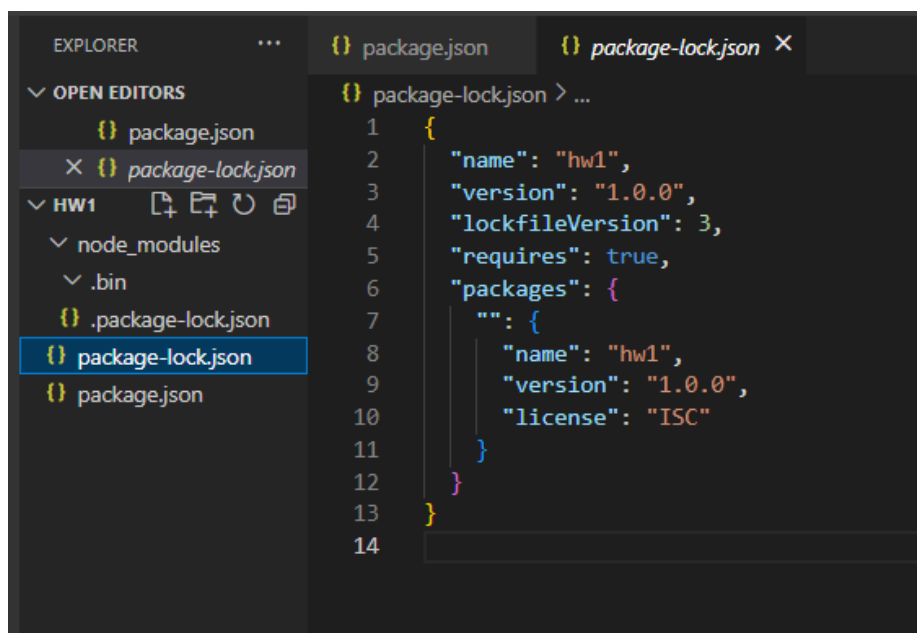 EXPLORER ...
OPEN EDITORS
{} package.json
{} package-lock.json
HW1
node_modules
.bin
{} .package-lock.json
{} package-lock.json
{} package.json
{} package.json {} package-lock.json
{} package-lock.json > ...
1 {
2 "name": "hw1",
3 "version": "1.0.0",
4 "lockfileVersion": 3,
5 "requires": true,
6 "packages": {
7 "": {
8 "name": "hw1",
9 "version": "1.0.0",
10 "license": "ISC"
11 }
12 }
13 }
14